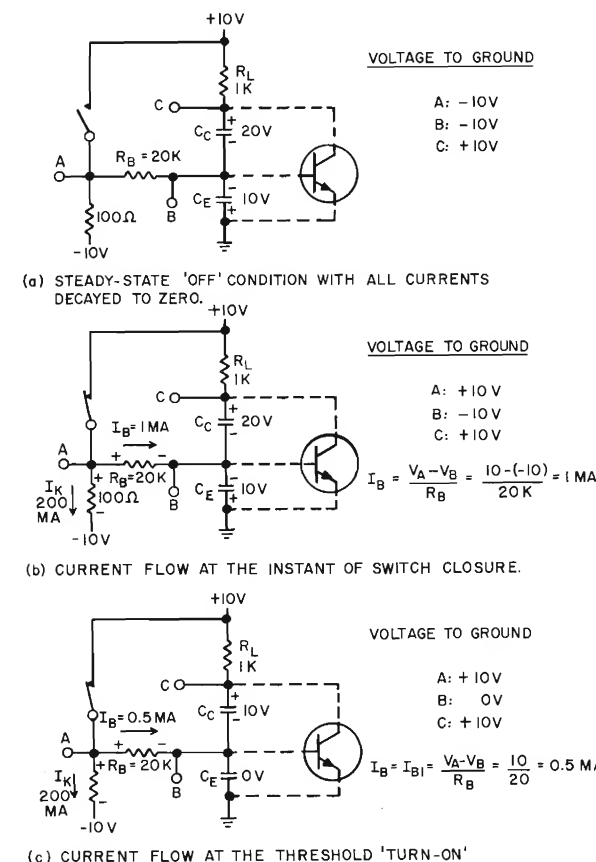 +10V
R_L
1K
C
C_C
+
-
20V
A
R_B = 20K
B
C_E
-
+
10V
100Ω
-10V
VOLTAGE TO GROUND
A: -10V
B: -10V
C: +10V
(a) STEADY-STATE 'OFF' CONDITION WITH ALL CURRENTS
DECAYED TO ZERO.
+10V
R_L
1K
C
C_C
+
-
20V
I_B = 1MA
A
+ -
R_B=20K
B
C_E
-
+
10V
I_K
200
MA
+
100Ω
-
-10V
VOLTAGE TO GROUND
A: +10V
B: -10V
C: +10V
I_B = V_A-V_B / R_B = 10-(-10) / 20K = 1 MA
(b) CURRENT FLOW AT THE INSTANT OF SWITCH CLOSURE.
+10V
R_L
1K
C
C_C
+
-
10V
I_B = 0.5 MA
A
+ -
+R_B = 20K
B
C_E
0V
I_K
200
MA
-
-10V
VOLTAGE TO GROUND
A: +10V
B: 0V
C: +10V
I_B = I_B1 = V_A-V_B / R_B = 10 / 20 = 0.5 MA
(c) CURRENT FLOW AT THE THRESHOLD 'TURN-ON'